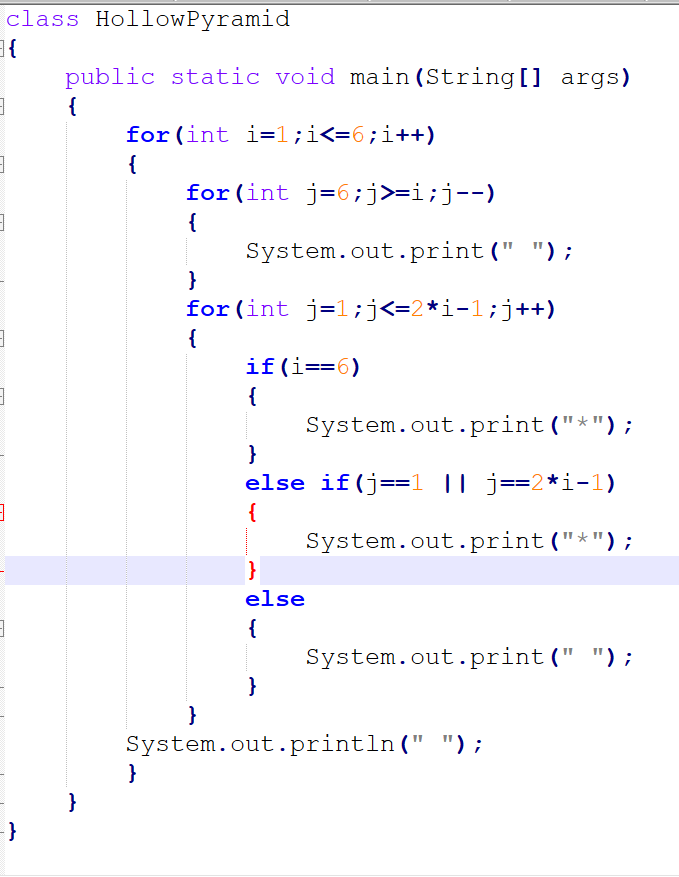 class HollowPyramid
{
    public static void main(String[] args)
    {
        for(int i=1;i<=6;i++)
        {
            for(int j=6;j>=i;j--)
            {
                System.out.print(" ");
            }
            for(int j=1;j<=2*i-1;j++)
            {
                if(i==6)
                {
                    System.out.print("*");
                }
                else if(j==1 || j==2*i-1)
                {
                    System.out.print("*");
                }
                else
                {
                    System.out.print(" ");
                }
            }
        System.out.println(" ");
        }
    }
}